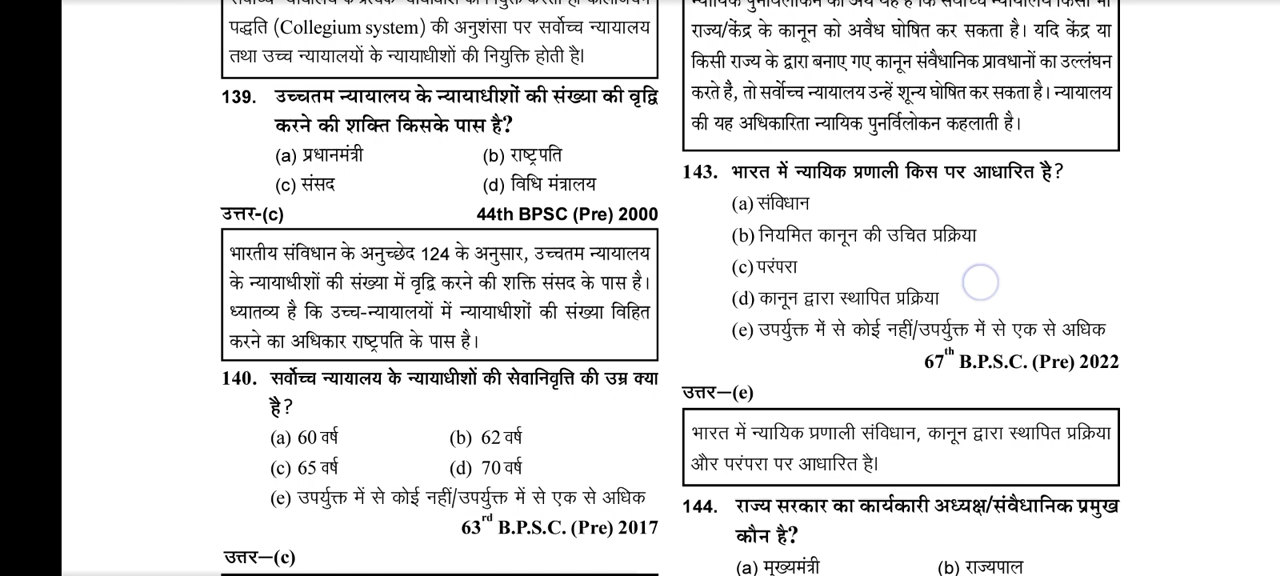 पद्धति (Collegium system) की अनुशंसा पर सर्वोच्च न्यायालय
तथा उच्च न्यायालयों के न्यायाधीशों की नियुक्ति होती है।
139. उच्चतम न्यायालय के न्यायाधीशों की संख्या की वृद्धि
करने की शक्ति किसके पास है?
(a) प्रधानमंत्री (b) राष्ट्रपति
(c) संसद (d) विधि मंत्रालय
उत्तर-(c) 44th BPSC (Pre) 2000
भारतीय संविधान के अनुच्छेद 124 के अनुसार, उच्चतम न्यायालय
के न्यायाधीशों की संख्या में वृद्धि करने की शक्ति संसद के पास है।
ध्यातव्य है कि उच्च-न्यायालयों में न्यायाधीशों की संख्या विहित
करने का अधिकार राष्ट्रपति के पास है।
140. सर्वोच्च न्यायालय के न्यायाधीशों की सेवानिवृत्ति की उम्र क्या
है?
(a) 60 वर्ष (b) 62 वर्ष
(c) 65 वर्ष (d) 70 वर्ष
(e) उपर्युक्त में से कोई नहीं/उपर्युक्त में से एक से अधिक
63rd B.P.S.C. (Pre) 2017
उत्तर–(c)
न्यायिक पुनर्विलोकन का अर्थ यह है कि सर्वोच्च न्यायालय किसी भी
राज्य/केंद्र के कानून को अवैध घोषित कर सकता है। यदि केंद्र या
किसी राज्य के द्वारा बनाए गए कानून संवैधानिक प्रावधानों का उल्लंघन
करते है, तो सर्वोच्च न्यायालय उन्हें शून्य घोषित कर सकता है। न्यायालय
की यह अधिकारिता न्यायिक पुनर्विलोकन कहलाती है।
143. भारत में न्यायिक प्रणाली किस पर आधारित है?
(a) संविधान
(b) नियमित कानून की उचित प्रक्रिया
(c) परंपरा
(d) कानून द्वारा स्थापित प्रक्रिया
(e) उपर्युक्त में से कोई नहीं/उपर्युक्त में से एक से अधिक
67th B.P.S.C. (Pre) 2022
उत्तर–(e)
भारत में न्यायिक प्रणाली संविधान, कानून द्वारा स्थापित प्रक्रिया
और परंपरा पर आधारित है।
144. राज्य सरकार का कार्यकारी अध्यक्ष/संवैधानिक प्रमुख
कौन है?
(a) मुख्यमंत्री (b) राज्यपाल